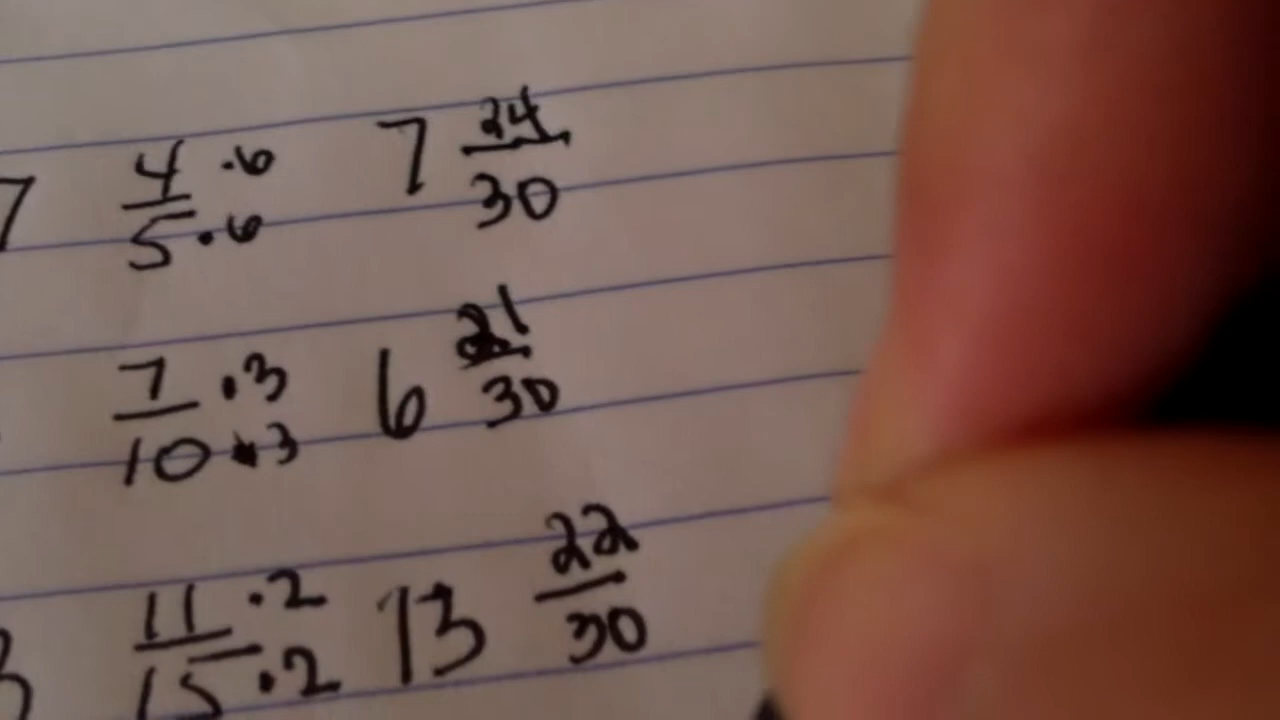 7 4/5 ·6 ·6 7 24/30
7/10 ·3 ·3 6 21/30
3 11/15 ·2 ·2 13 22/30